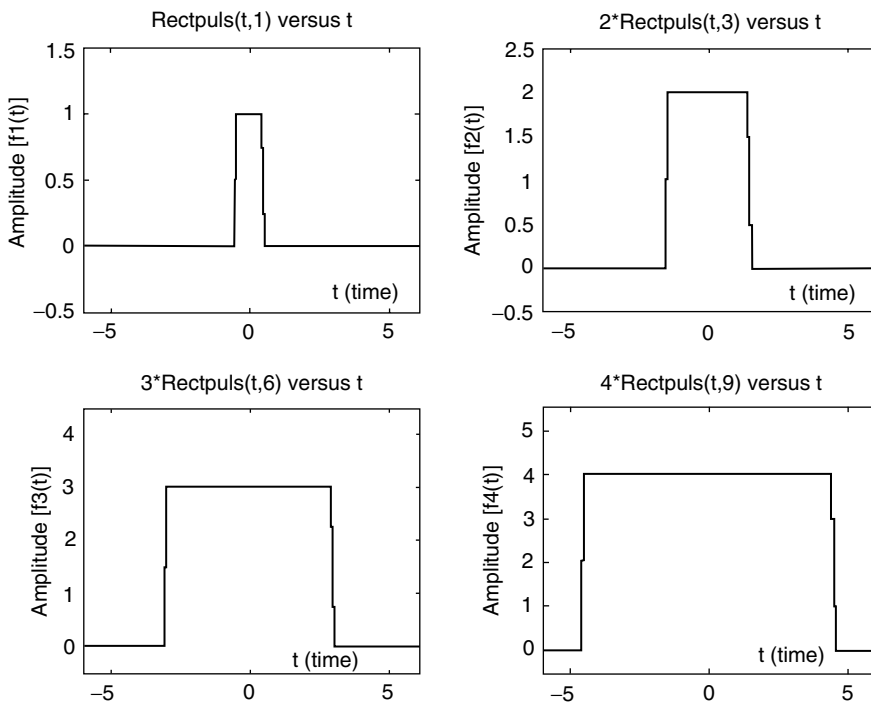 Rectpuls(t,1) versus t
1.5
1
0.5
0
−0.5
Amplitude [f1(t)]
t (time)
−5
0
5
2*Rectpuls(t,3) versus t
2.5
2
1.5
1
0.5
0
−0.5
Amplitude [f2(t)]
t (time)
−5
0
5
3*Rectpuls(t,6) versus t
4
3
2
1
0
Amplitude [f3(t)]
t (time)
−5
0
5
4*Rectpuls(t,9) versus t
5
4
3
2
1
0
Amplitude [f4(t)]
t (time)
−5
0
5